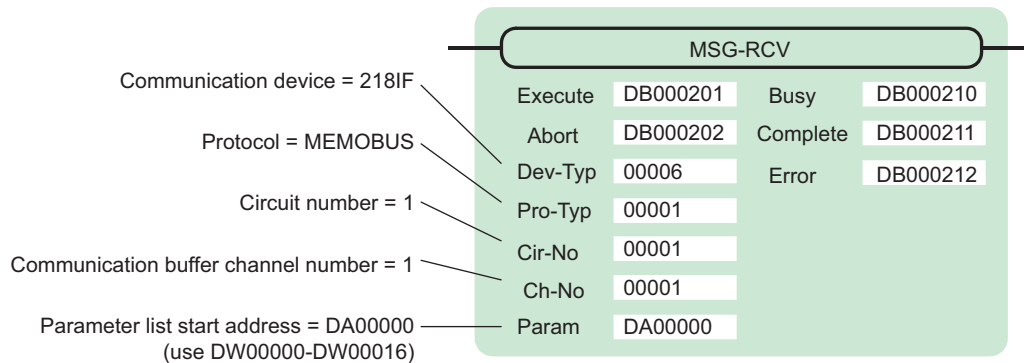 MSG-RCV
Communication device = 218IF
Execute DB000201 Busy DB000210
Protocol = MEMOBUS
Abort DB000202 Complete DB000211
Dev-Typ 00006 Error DB000212
Circuit number = 1
Pro-Typ 00001
Cir-No 00001
Communication buffer channel number = 1
Ch-No 00001
Parameter list start address = DA00000
Param DA00000
(use DW00000-DW00016)